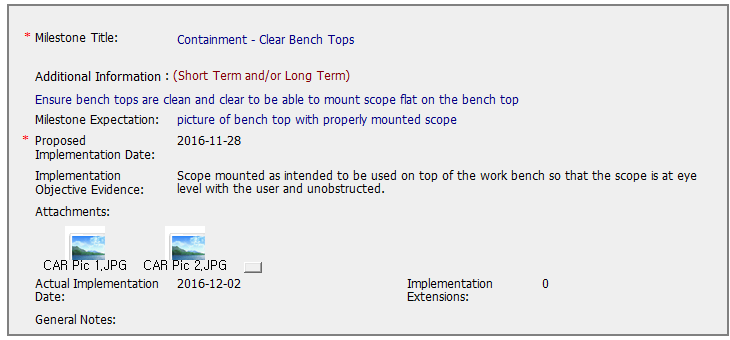 * Milestone Title: Containment - Clear Bench Tops
Additional Information : (Short Term and/or Long Term)
Ensure bench tops are clean and clear to be able to mount scope flat on the bench top
Milestone Expectation: picture of bench top with properly mounted scope
* Proposed Implementation Date: 2016-11-28
Implementation Objective Evidence: Scope mounted as intended to be used on top of the work bench so that the scope is at eye
level with the user and unobstructed.
Attachments:
CAR Pic 1.JPG CAR Pic 2.JPG
Actual Implementation Date: 2016-12-02 Implementation Extensions: 0
General Notes: